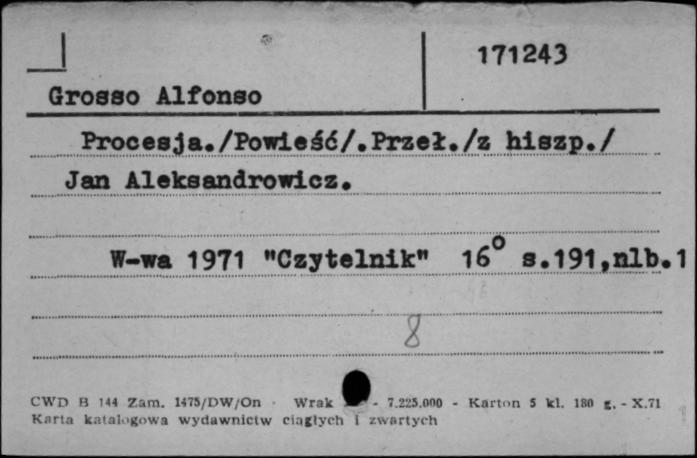 171243
Grosso Alfonso
Procesja./Powieść/.Przeł./z hiszp./
Jan Aleksandrowicz.
W-wa 1971 "Czytelnik" 16° s.191,nlb.1
8
CWD B 144 Zam. 1475/DW/On Wrak - 7.225.000 - Karton 5 kl. 180 g. - X.71
Karta katalogowa wydawnictw ciągłych i zwartych